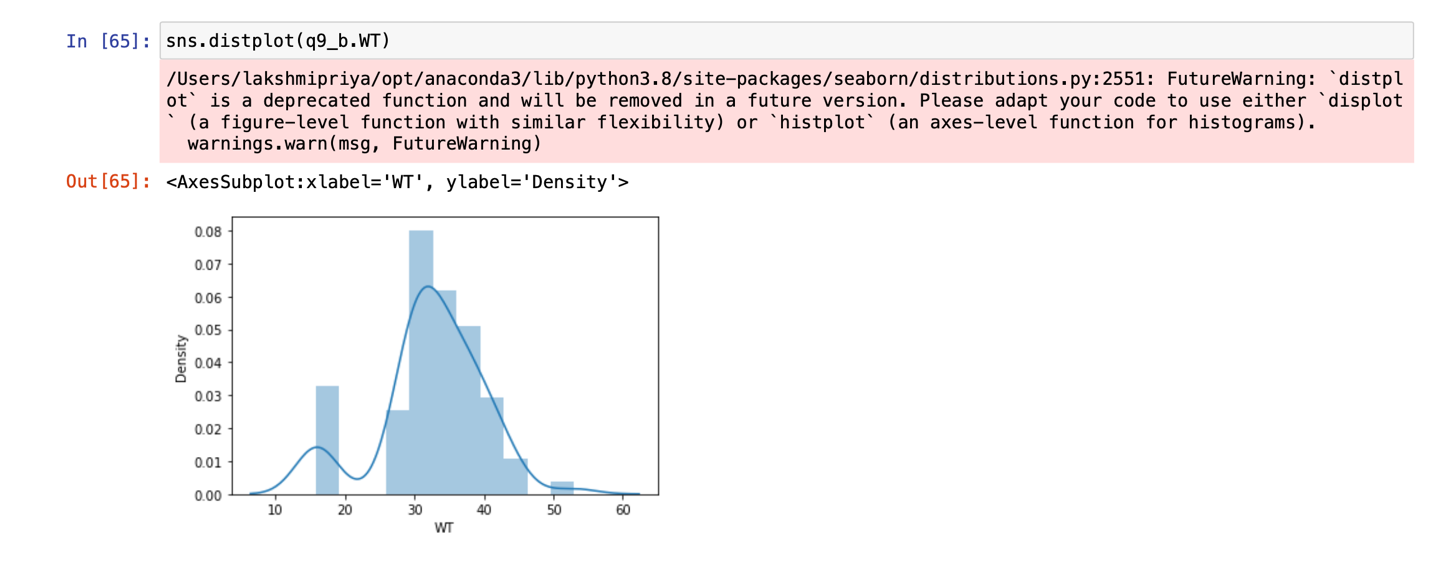 In [65]: sns.distplot(q9_b.WT)
/Users/lakshmipriya/opt/anaconda3/lib/python3.8/site-packages/seaborn/distributions.py:2551: FutureWarning: `distpl
ot` is a deprecated function and will be removed in a future version. Please adapt your code to use either `displot
` (a figure-level function with similar flexibility) or `histplot` (an axes-level function for histograms).
warnings.warn(msg, FutureWarning)
Out[65]: <AxesSubplot:xlabel='WT', ylabel='Density'>
0.08
0.07
0.06
0.05
0.04
0.03
0.02
0.01
0.00
Density
10 20 30 40 50 60
WT